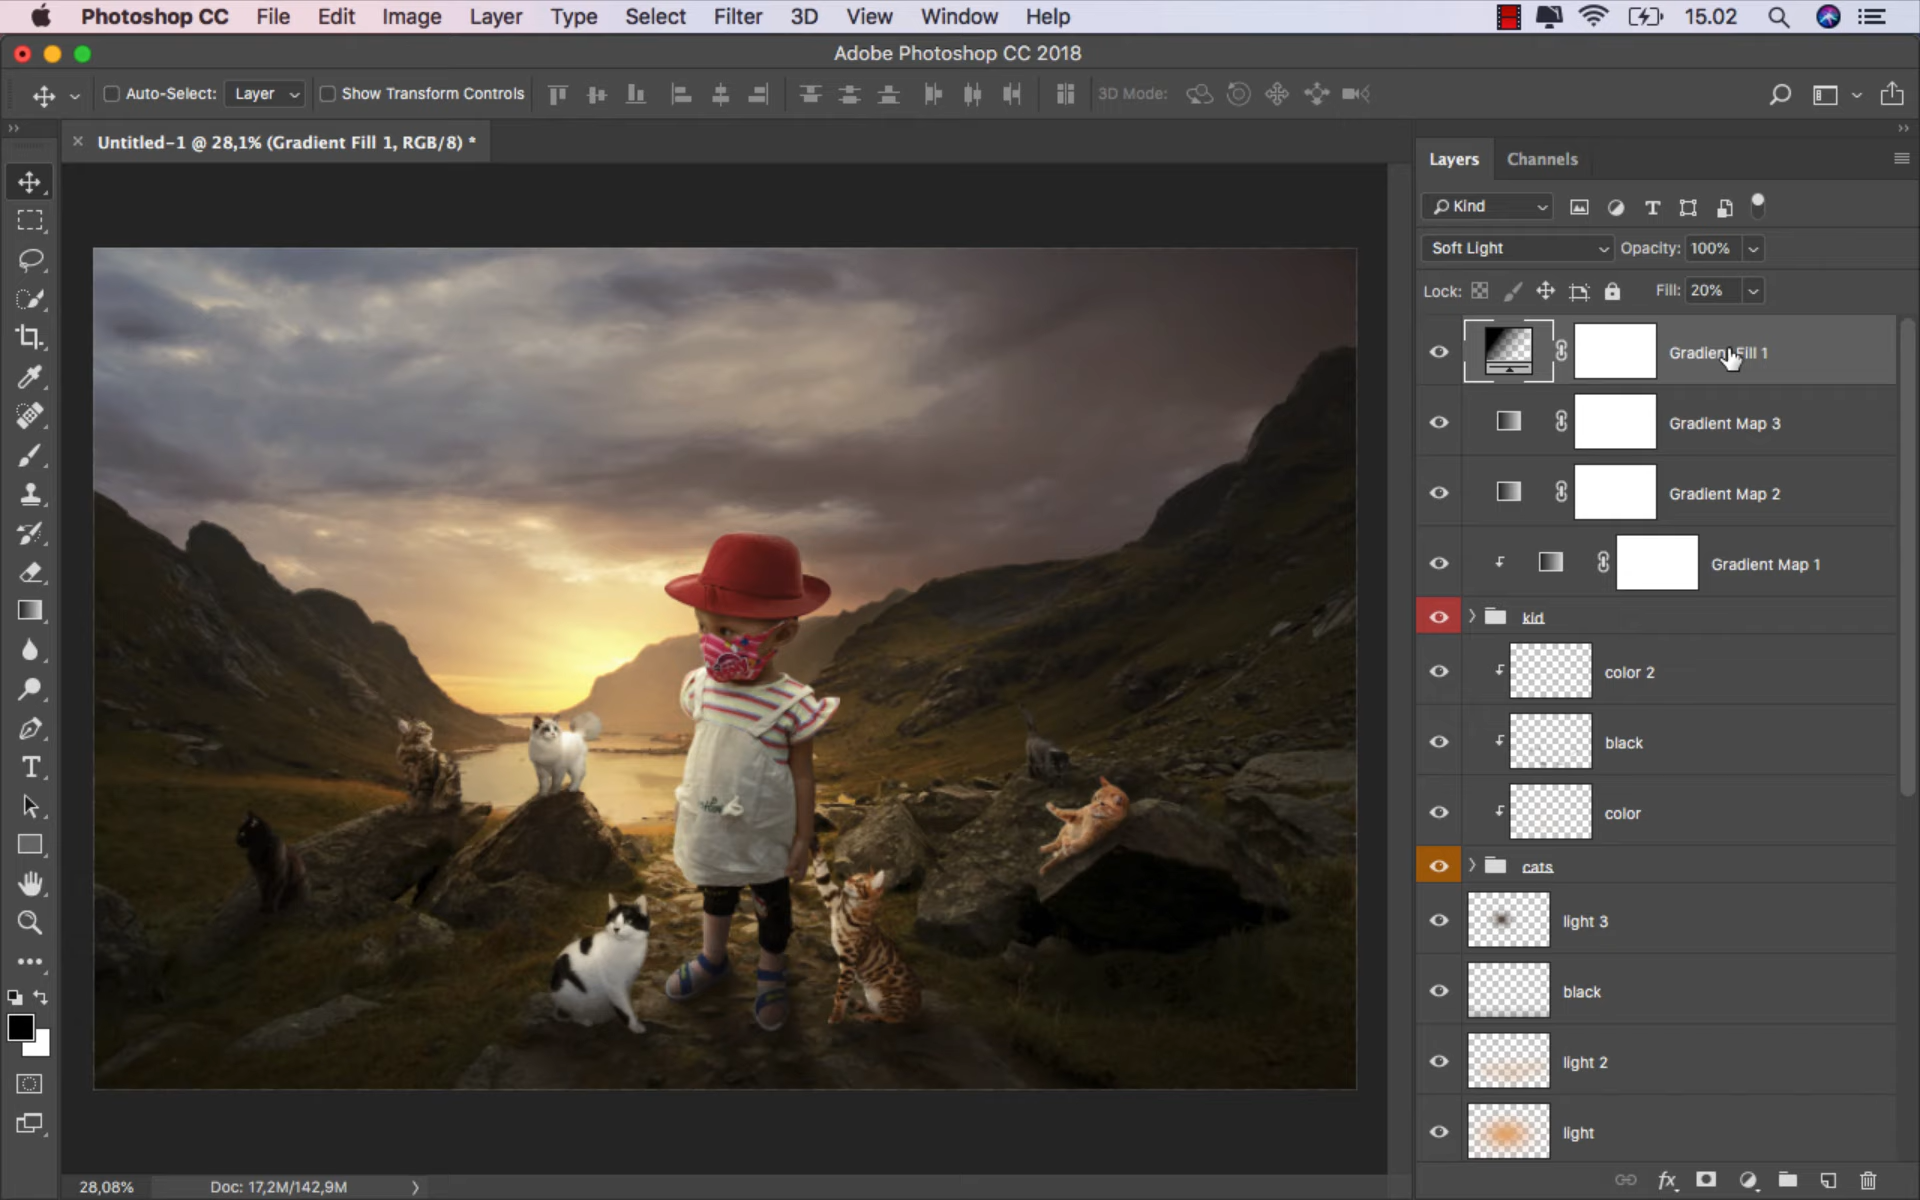 Photoshop CC File Edit Image Layer Type Select Filter 3D View Window Help 15.02
Adobe Photoshop CC 2018
Auto-Select: Layer Show Transform Controls 3D Mode:
Untitled-1 @ 28,1% (Gradient Fill 1, RGB/8) *
Layers Channels
Kind
Soft Light Opacity: 100%
Lock: Fill: 20%
Gradient Fill 1
Gradient Map 3
Gradient Map 2
Gradient Map 1
kid
color 2
black
color
cats
light 3
black
light 2
light
28,08% Doc: 17,2M/142,9M